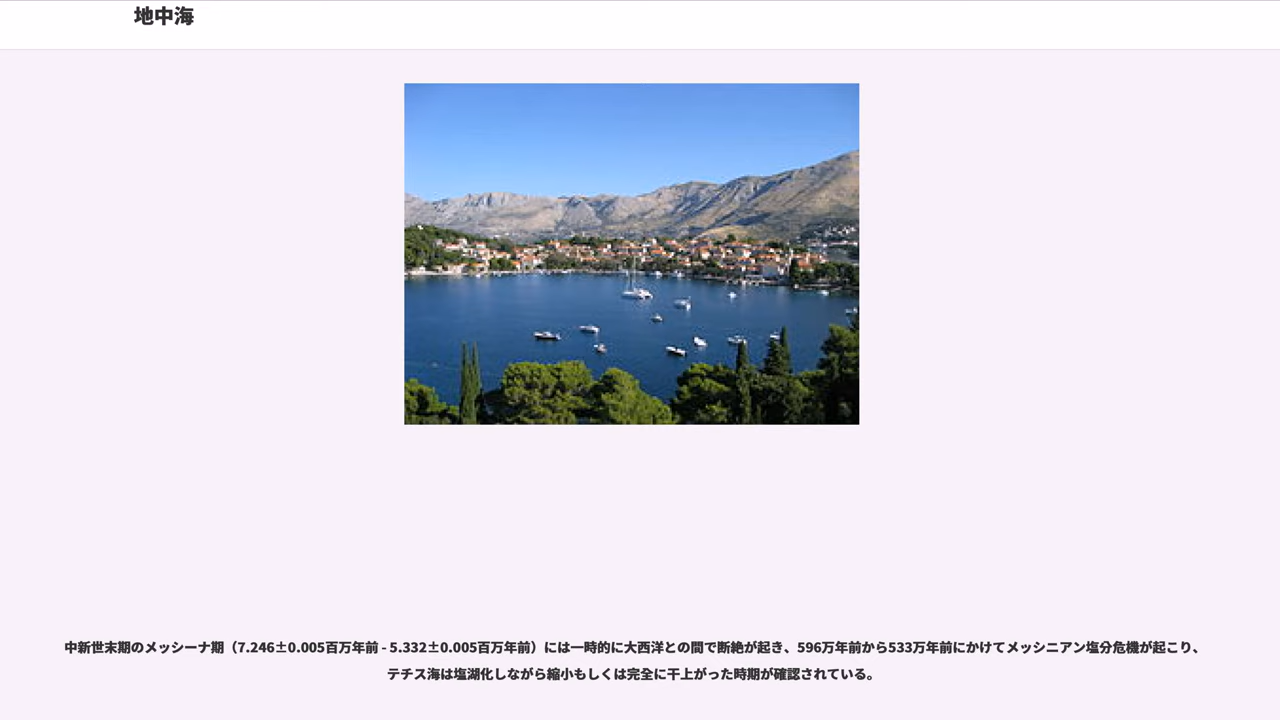 地中海
中新世末期のメッシーナ期（7.246±0.005百万年前 - 5.332±0.005百万年前）には一時的に大西洋との間で断絶が起き、596万年前から533万年前にかけてメッシニアン塩分危機が起こり、
テチス海は塩湖化しながら縮小もしくは完全に干上がった時期が確認されている。